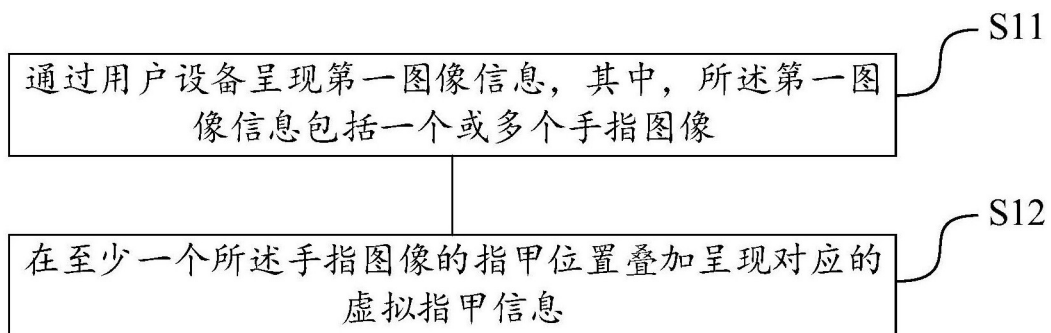 S11
通过用户设备呈现第一图像信息，其中，所述第一图
像信息包括一个或多个手指图像
S12
在至少一个所述手指图像的指甲位置叠加呈现对应的
虚拟指甲信息